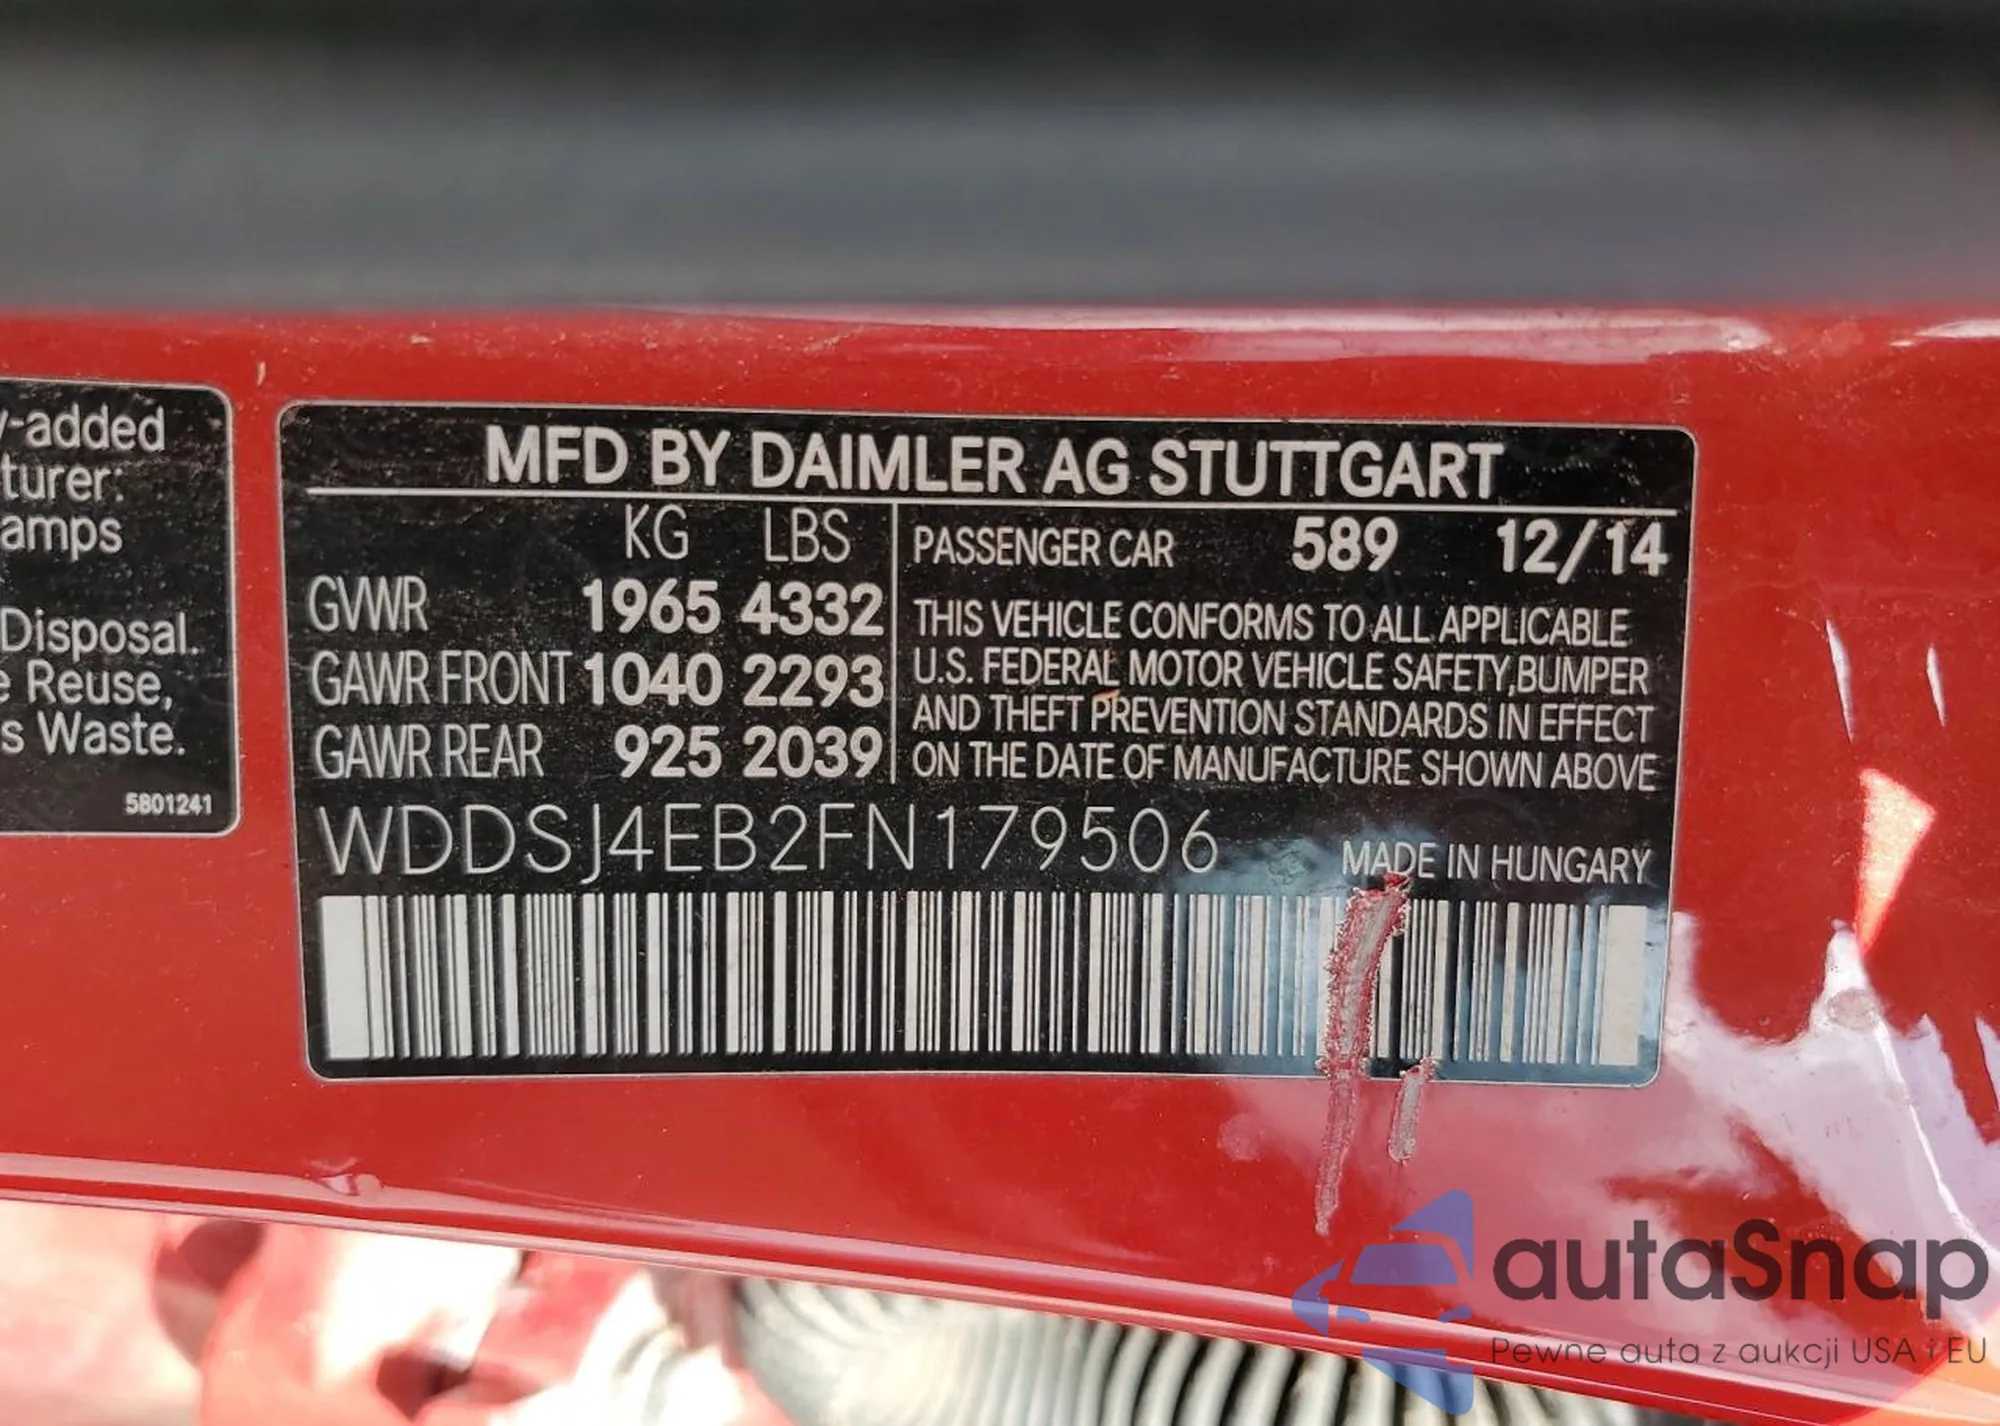 y-added
turer:
amps
Disposal.
e Reuse,
s Waste.
5801241
MFD BY DAIMLER AG STUTTGART
KG LBS
GVWR 1965 4332
GAWR FRONT 1040 2293
GAWR REAR 925 2039
PASSENGER CAR 589 12/14
THIS VEHICLE CONFORMS TO ALL APPLICABLE
U.S. FEDERAL MOTOR VEHICLE SAFETY,BUMPER
AND THEFT PREVENTION STANDARDS IN EFFECT
ON THE DATE OF MANUFACTURE SHOWN ABOVE
WDDSJ4EB2FN179506
MADE IN HUNGARY
autaSnap
Pewne auta z aukcji USA i EU